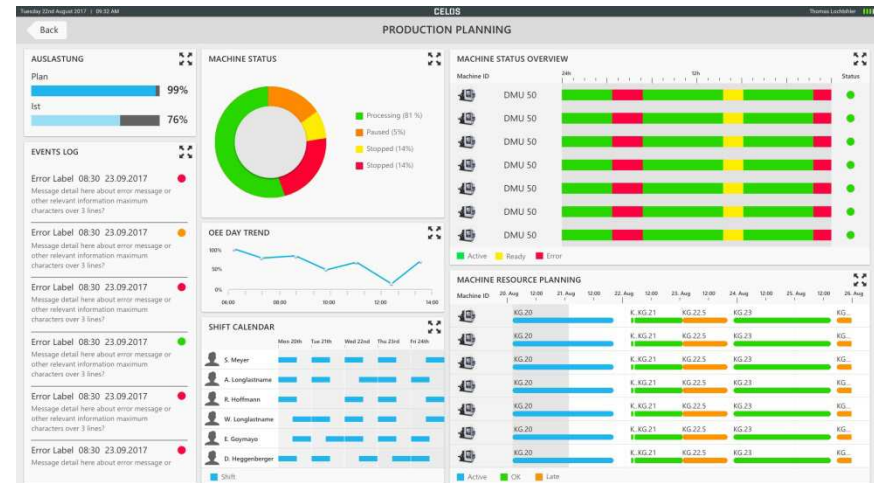 Tuesday 22nd August 2017 | 09:32 AM
CELOS
Thomas Lochbihler
Back
PRODUCTION PLANNING
AUSLASTUNG
Plan
99%
Ist
76%
EVENTS LOG
Error Label 08:30 23.09.2017
Message detail here about error message or
other relevant information maximum
characters over 3 lines?
Error Label 08:30 23.09.2017
Message detail here about error message or
other relevant information maximum
characters over 3 lines?
Error Label 08:30 23.09.2017
Message detail here about error message or
other relevant information maximum
characters over 3 lines?
Error Label 08:30 23.09.2017
Message detail here about error message or
other relevant information maximum
characters over 3 lines?
Error Label 08:30 23.09.2017
Message detail here about error message or
other relevant information maximum
characters over 3 lines?
Error Label 08:30 23.09.2017
Message detail here about error message or
MACHINE STATUS
Processing (81 %)
Paused (5%)
Stopped (14%)
Stopped (14%)
OEE DAY TREND
100%
50%
0%
06:00 08:00 10:00 12:00 14:00
SHIFT CALENDAR
Mon 20th Tue 21th Wed 22nd Thu 23rd Fri 24th
S. Meyer
A. Longlastname
R. Hoffmann
W. Longlastname
E. Goymayo
D. Heggenberger
Shift
MACHINE STATUS OVERVIEW
Machine ID 24h 12h Status
DMU 50
DMU 50
DMU 50
DMU 50
DMU 50
DMU 50
DMU 50
Active Ready Error
MACHINE RESOURCE PLANNING
Machine ID 20. Aug 12:00 21. Aug 12:00 22. Aug 12:00 23. Aug 12:00 24. Aug 12:00 25. Aug 12:00 26. Aug
KG.20 K.. KG.21 KG.22.5 KG.23 KG...
KG.20 K.. KG.21 KG.22.5 KG.23 KG...
KG.20 K.. KG.21 KG.22.5 KG.23 KG...
KG.20 K.. KG.21 KG.22.5 KG.23 KG...
KG.20 K.. KG.21 KG.22.5 KG.23 KG...
KG.20 K.. KG.21 KG.22.5 KG.23 KG...
KG.20 K.. KG.21 KG.22.5 KG.23 KG...
Active OK Late